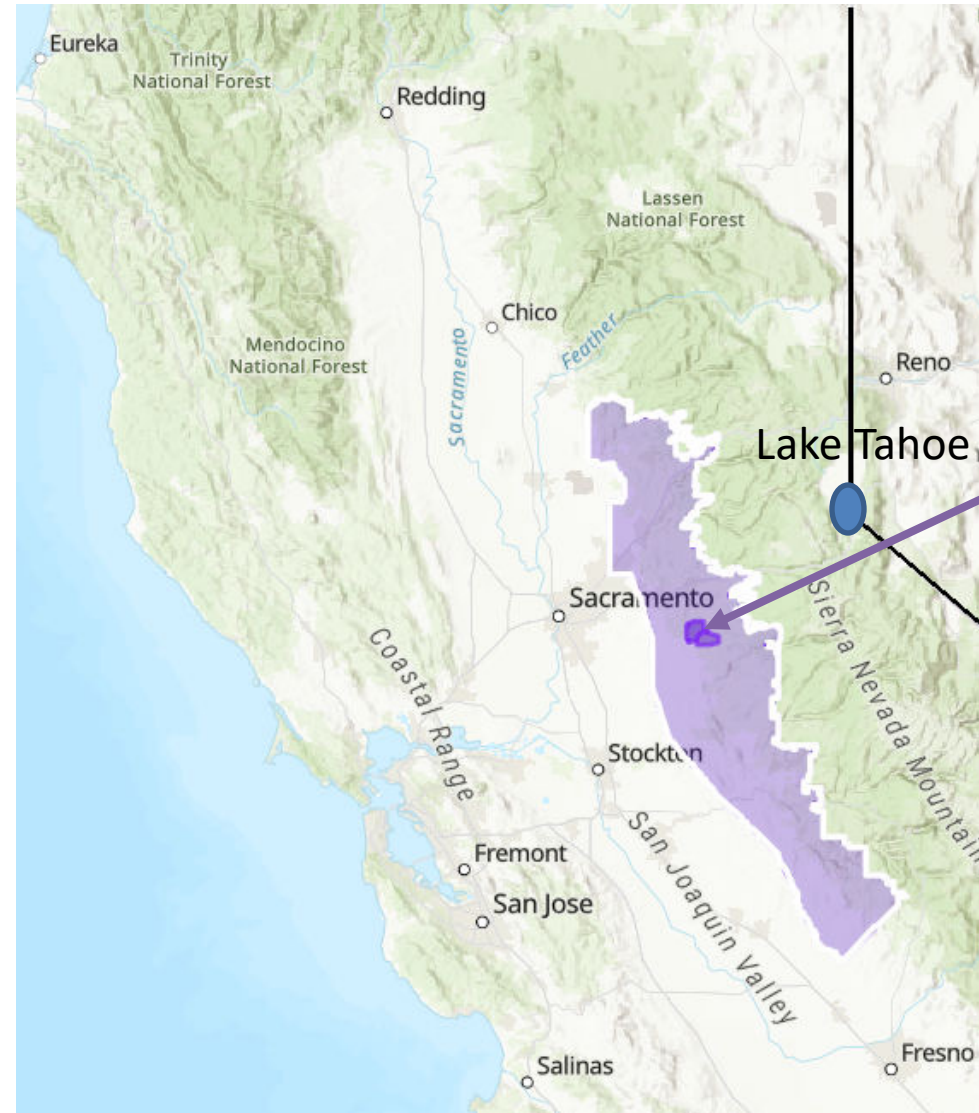 Eureka
Trinity
National Forest
Redding
Lassen
National Forest
Chico
Sacramento
Feather
Mendocino
National Forest
Reno
Lake Tahoe
Sacramento
Sierra Nevada Mountain
Coastal Range
Stockton
San Joaquin Valley
Fremont
San Jose
Salinas
Fresno